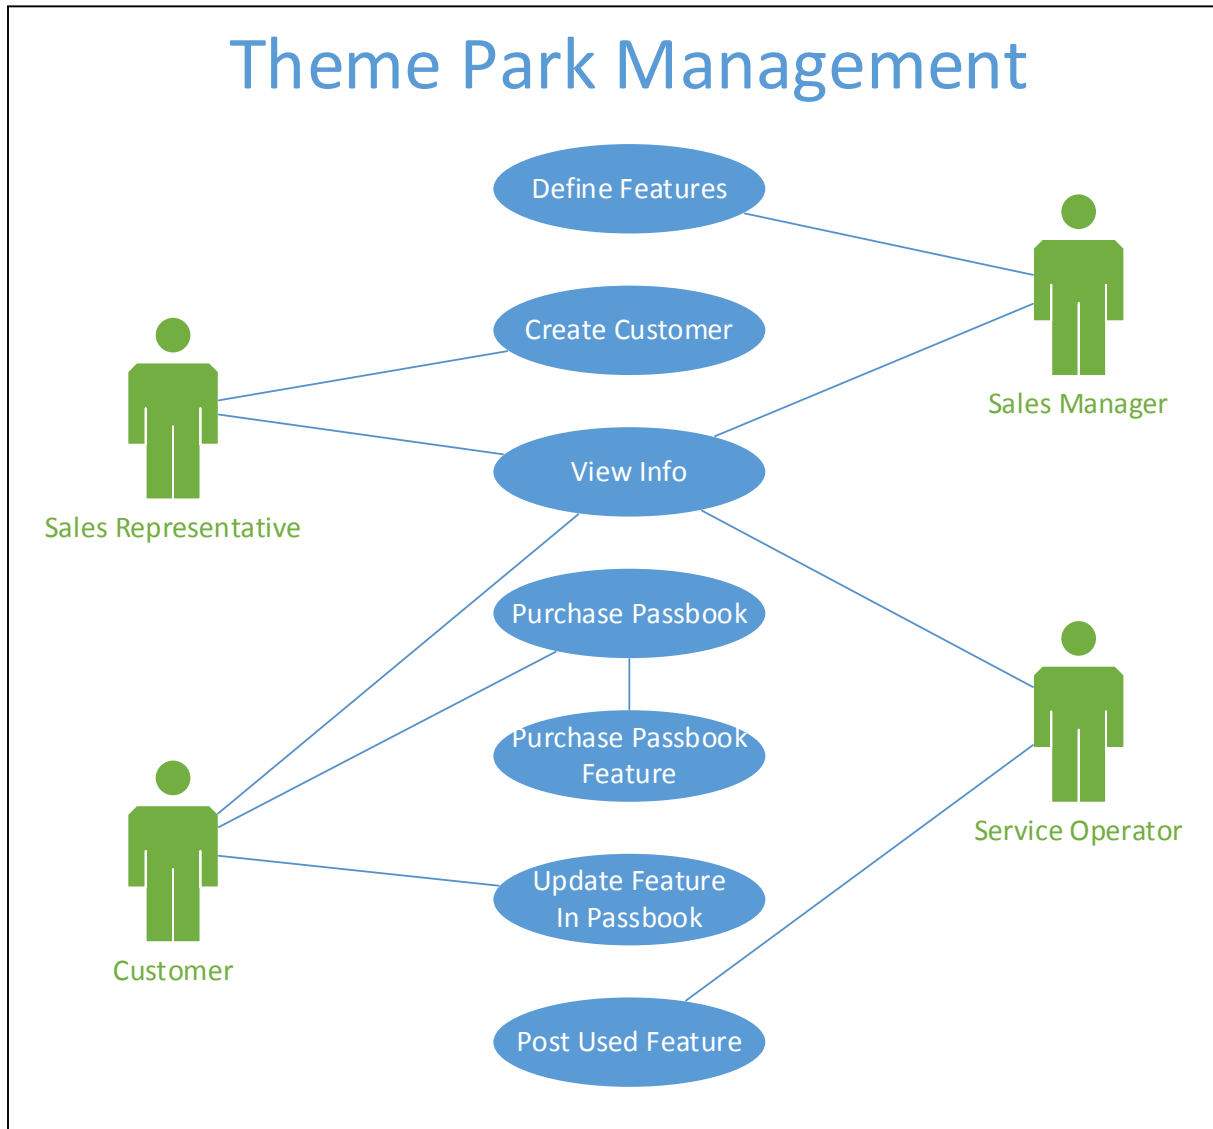 Theme Park Management
Define Features
Create Customer
Sales Manager
View Info
Sales Representative
Purchase Passbook
Purchase Passbook
Feature
Service Operator
Update Feature
In Passbook
Customer
Post Used Feature